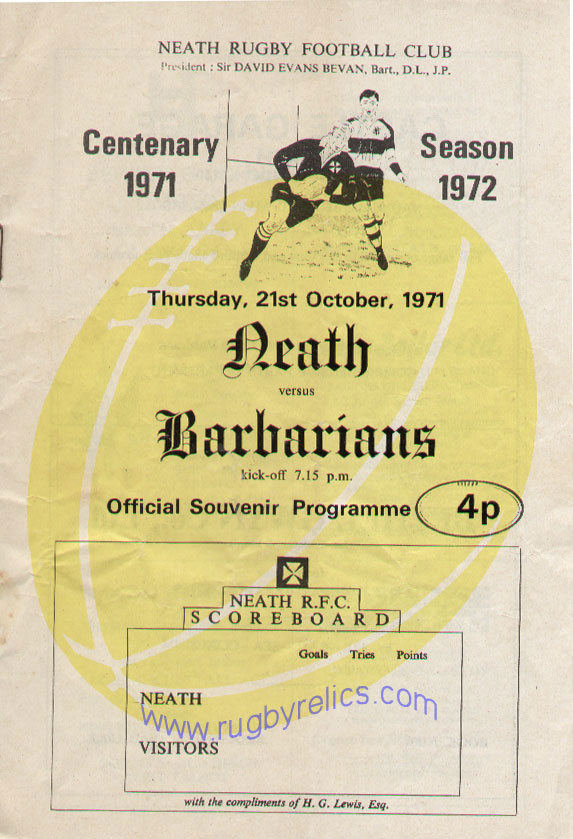 NEATH RUGBY FOOTBALL CLUB
President : Sir DAVID EVANS BEVAN, Bart., D.L., J.P.
Centenary 1971
Season 1972
Thursday, 21st October, 1971
Neath
versus
Barbarians
kick-off 7.15 p.m.
Official Souvenir Programme 4p
NEATH R.F.C.
SCOREBOARD
Goals Tries Points
NEATH
www.rugbyrelics.com
VISITORS
with the compliments of H. G. Lewis, Esq.